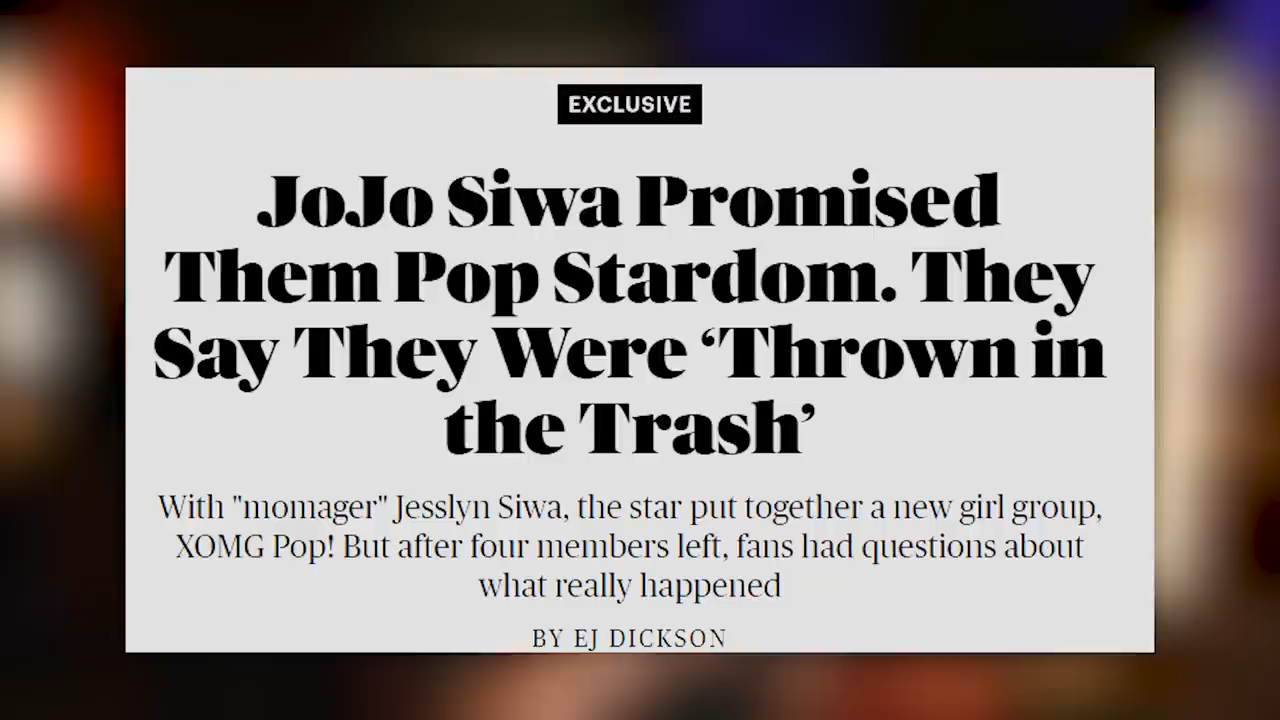 EXCLUSIVE
JoJo Siwa Promised
Them Pop Stardom. They
Say They Were ‘Thrown in
the Trash’
With "momager" Jesslyn Siwa, the star put together a new girl group,
XOMG Pop! But after four members left, fans had questions about
what really happened
BY EJ DICKSON